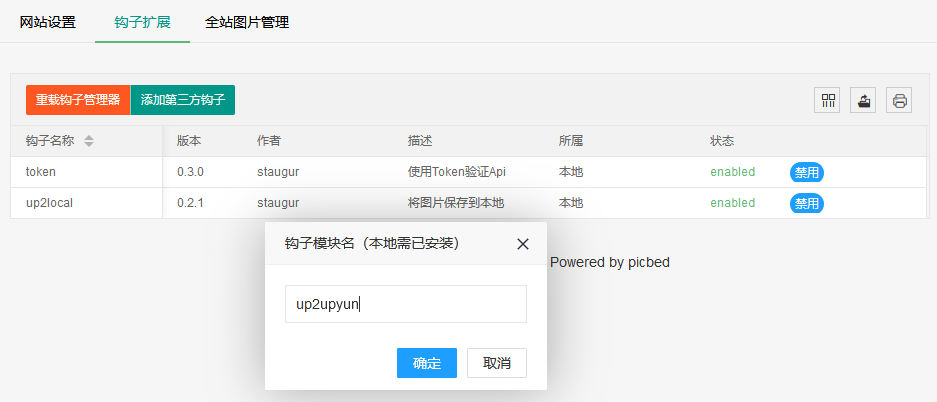 网站设置 钩子扩展 全站图片管理
重载钩子管理器 添加第三方钩子
钩子名称 版本 作者 描述 所属 状态
token 0.3.0 staugur 使用Token验证Api 本地 enabled 禁用
up2local 0.2.1 staugur 将图片保存到本地 本地 enabled 禁用
钩子模块名（本地需已安装）
Powered by picbed
up2upyun
确定 取消